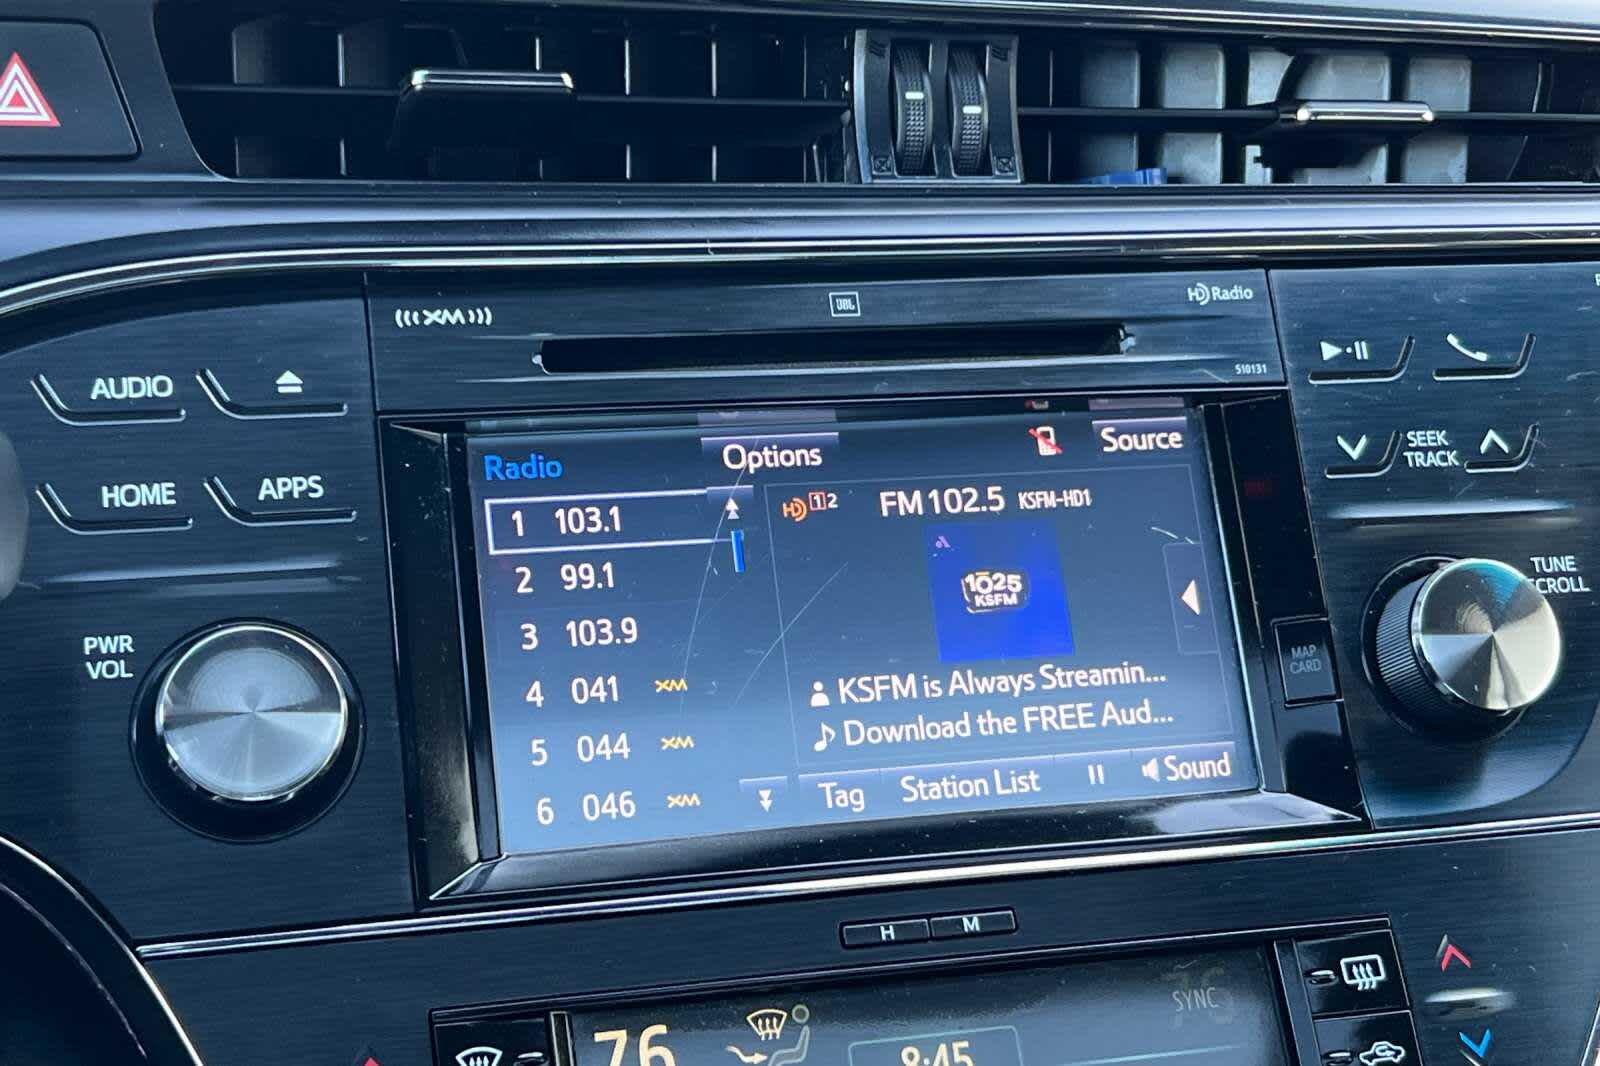 XM
JBL
HD Radio
510131
AUDIO
HOME
APPS
PWR
VOL
SEEK
TRACK
TUNE
MAP
CARD
Radio
Options
Source
1 103.1
2 99.1
3 103.9
4 041 XM
5 044 XM
6 046 XM
HD 1 2
FM 102.5 KSFM-HD1
1025
KSFM
KSFM is Always Streamin...
Download the FREE Aud...
Tag
Station List
Sound
H
M
SYNC
76
8:45